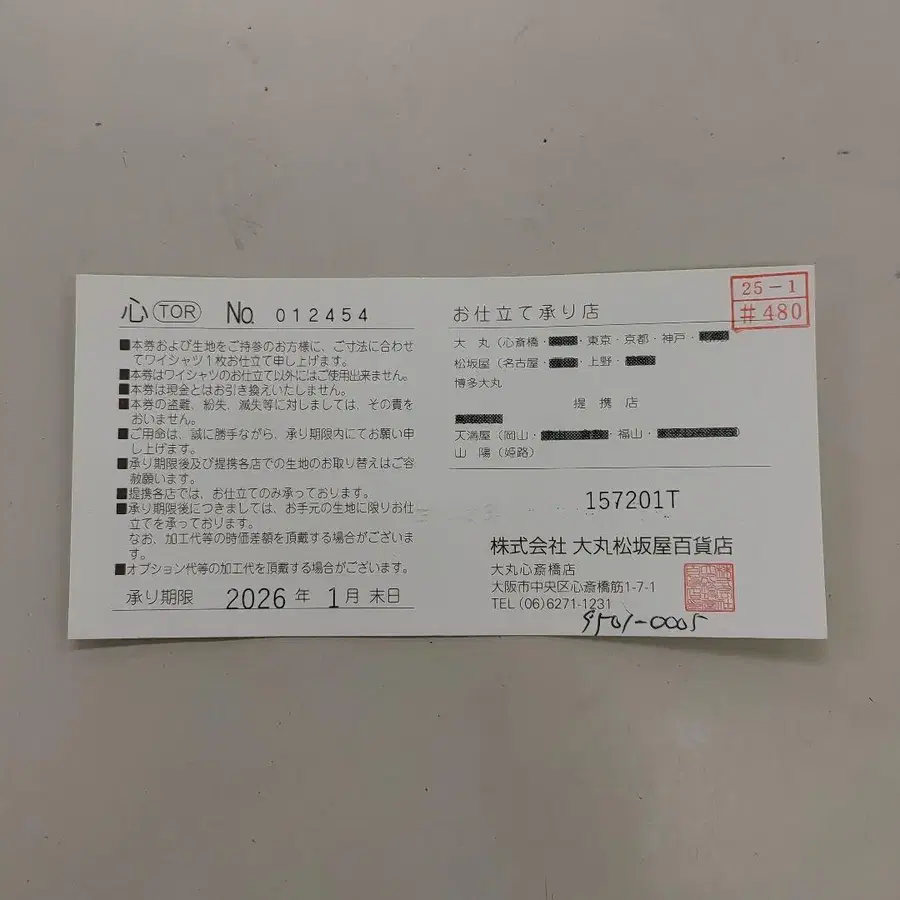 心 TOR No. 012454
■本券および生地をご持参のお方様に、ご寸法に合わせ
てワイシャツ1枚お仕立て申し上げます。
■本券はワイシャツのお仕立て以外にはご使用出来ません。
■本券は現金とはお引き換えいたしません。
■本券の盗難、紛失、滅失等に対しましては、その責を
おいません。
■ご用命は、誠に勝手ながら、承り期限内にてお願い申
し上げます。
■承り期限後及び提携各店での生地のお取り替えはご容
赦願います。
■提携各店では、お仕立てのみ承っております。
■承り期限後につきましては、お手元の生地に限りお仕
立てを承っております。
なお、加工代等の時価差額を頂戴する場合がございま
す。
■オプション代等の加工代を頂戴する場合がございます。
承り期限 2026年 1月 末日
25-1
#480
お仕立て承り店
大 丸（心斎橋・ ・東京・京都・神戸・
松坂屋（名古屋・ ・上野・
博多大丸
提 携 店
天満屋（岡山・ ・福山・ ）
山 陽（姫路）
157201T
株式会社 大丸松坂屋百貨店
大丸心斎橋店
大阪市中央区心斎橋筋1-7-1
TEL (06)6271-1231
9501-0005